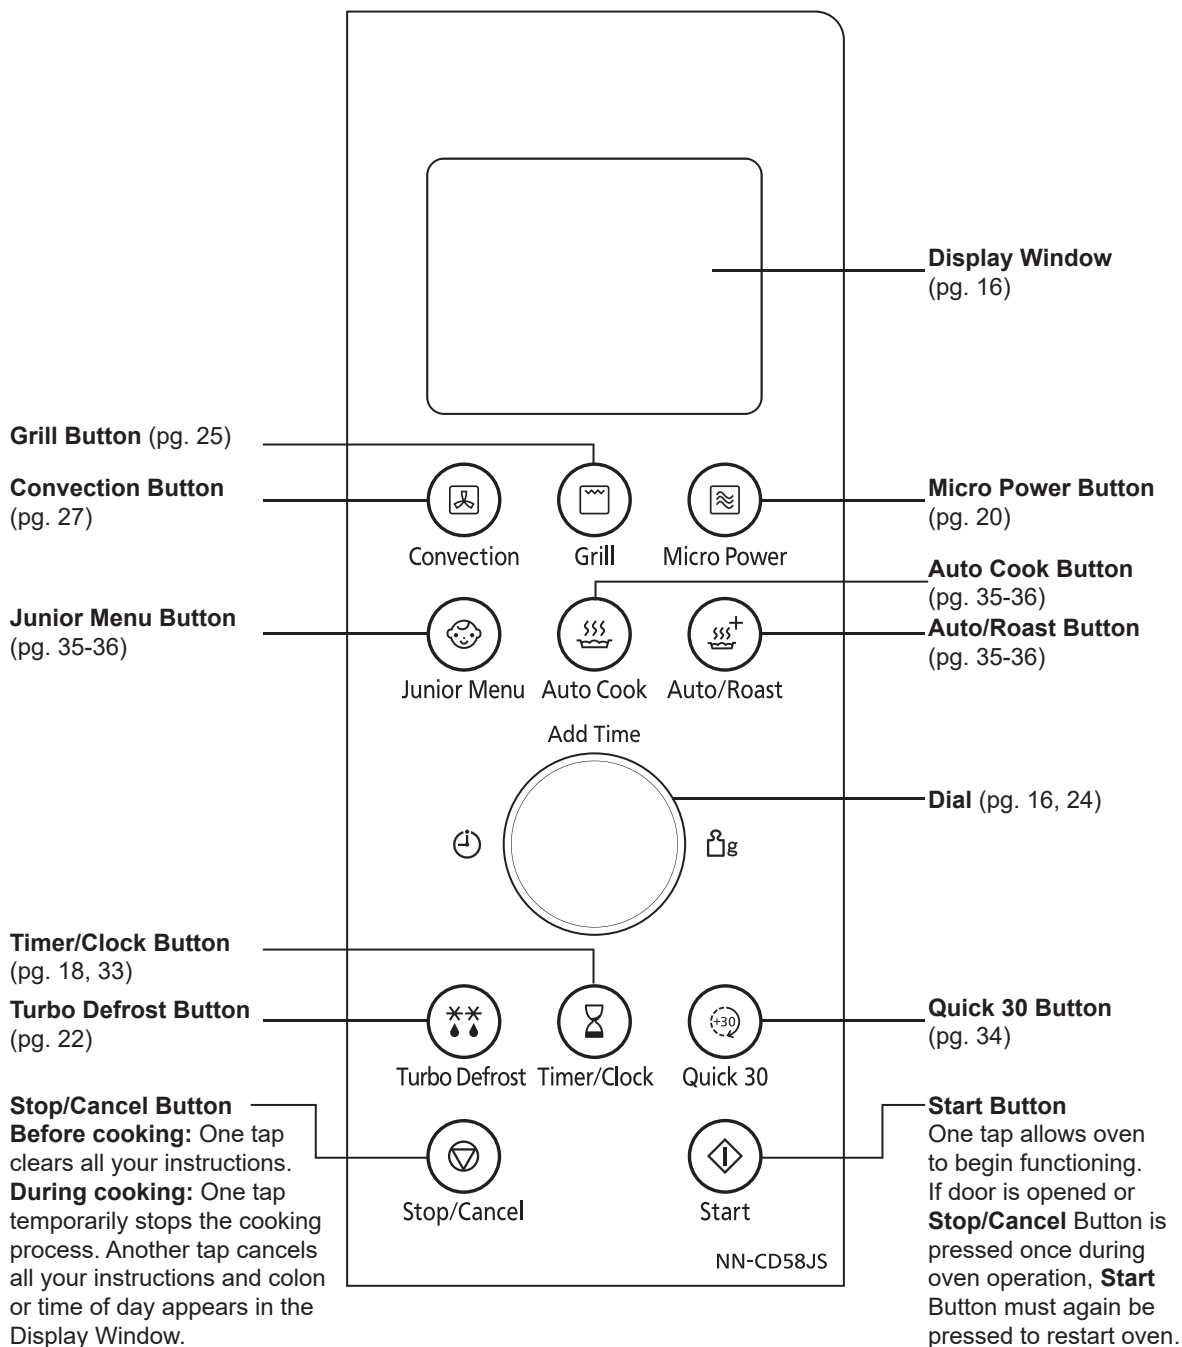 Display Window
(pg. 16)
Grill Button (pg. 25)
Convection Button
(pg. 27)
Micro Power Button
(pg. 20)
Convection
Grill
Micro Power
Auto Cook Button
(pg. 35-36)
Junior Menu Button
(pg. 35-36)
Auto/Roast Button
(pg. 35-36)
Junior Menu
Auto Cook
Auto/Roast
Add Time
Dial (pg. 16, 24)
g
Timer/Clock Button
(pg. 18, 33)
Turbo Defrost Button
(pg. 22)
+30
Quick 30 Button
(pg. 34)
Turbo Defrost
Timer/Clock
Quick 30
Stop/Cancel Button
Before cooking: One tap
clears all your instructions.
During cooking: One tap
temporarily stops the cooking
process. Another tap cancels
all your instructions and colon
or time of day appears in the
Display Window.
Stop/Cancel
Start
NN-CD58JS
Start Button
One tap allows oven
to begin functioning.
If door is opened or
Stop/Cancel Button is
pressed once during
oven operation, Start
Button must again be
pressed to restart oven.